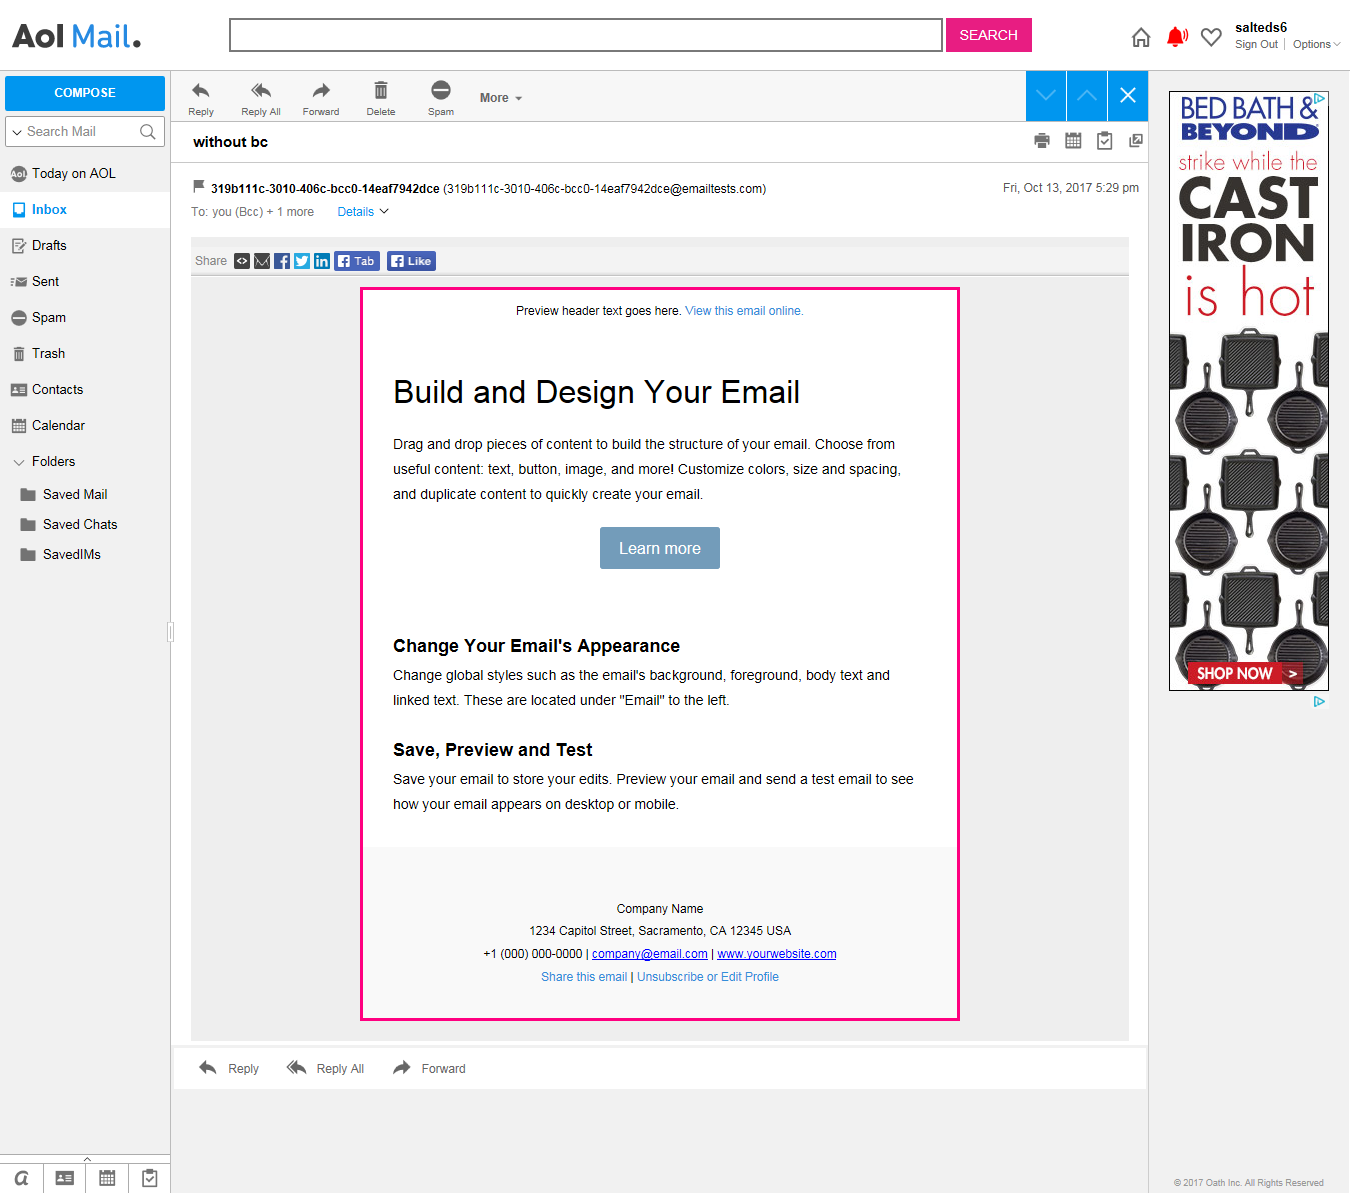 Aol Mail.
SEARCH
salteds6
Sign Out | Options
COMPOSE
Search Mail
Aol. Today on AOL
Inbox
Drafts
Sent
Spam
Trash
Contacts
Calendar
Folders
Saved Mail
Saved Chats
SavedIMs
Reply
Reply All
Forward
Delete
Spam
More
without bc
319b111c-3010-406c-bcc0-14eaf7942dce (319b111c-3010-406c-bcc0-14eaf7942dce@emailtests.com)
Fri, Oct 13, 2017 5:29 pm
To: you (Bcc) + 1 more Details
Share
Tab
Like
Preview header text goes here. View this email online.
Build and Design Your Email
Drag and drop pieces of content to build the structure of your email. Choose from
useful content: text, button, image, and more! Customize colors, size and spacing,
and duplicate content to quickly create your email.
Learn more
Change Your Email's Appearance
Change global styles such as the email's background, foreground, body text and
linked text. These are located under "Email" to the left.
Save, Preview and Test
Save your email to store your edits. Preview your email and send a test email to see
how your email appears on desktop or mobile.
Company Name
1234 Capitol Street, Sacramento, CA 12345 USA
+1 (000) 000-0000 | company@email.com | www.yourwebsite.com
Share this email | Unsubscribe or Edit Profile
Reply
Reply All
Forward
BED BATH &
BEYOND
strike while the
CAST
IRON
is hot
SHOP NOW >
© 2017 Oath Inc. All Rights Reserved